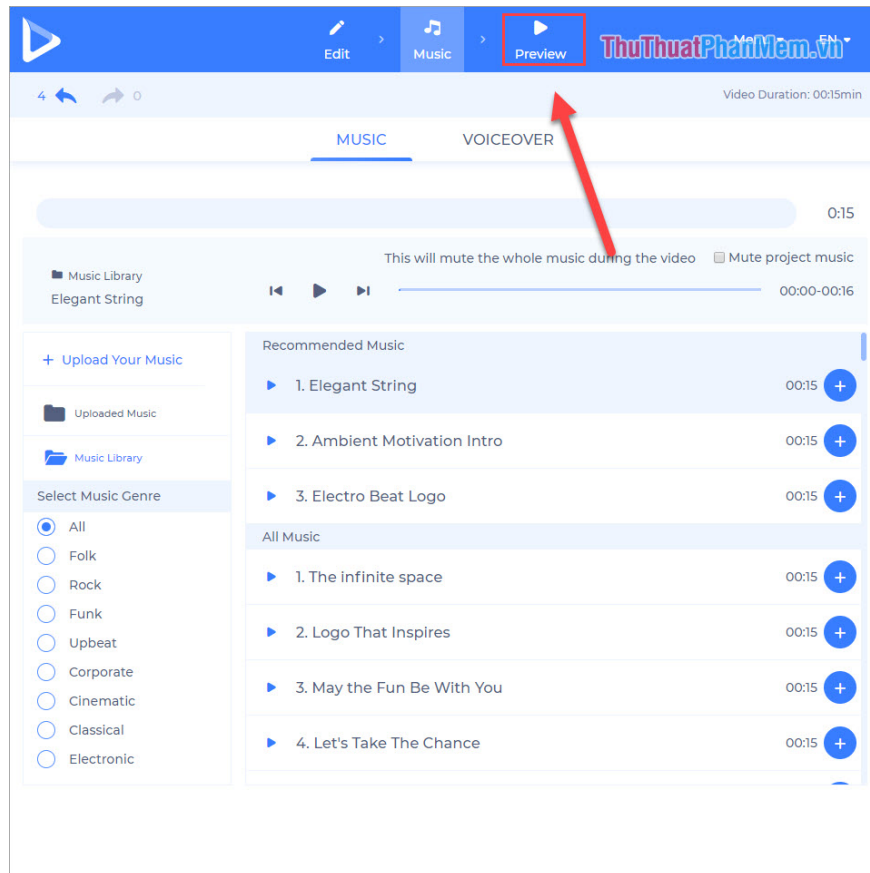 Edit
Music
Preview
ThuThuatPhanMem.vn
EN
4
0
Video Duration: 00:15min
MUSIC
VOICEOVER
0:15
This will mute the whole music during the video
Mute project music
Music Library
Elegant String
00:00-00:16
+ Upload Your Music
Uploaded Music
Music Library
Select Music Genre
All
Folk
Rock
Funk
Upbeat
Corporate
Cinematic
Classical
Electronic
Recommended Music
1. Elegant String 00:15
2. Ambient Motivation Intro 00:15
3. Electro Beat Logo 00:15
All Music
1. The infinite space 00:15
2. Logo That Inspires 00:15
3. May the Fun Be With You 00:15
4. Let's Take The Chance 00:15